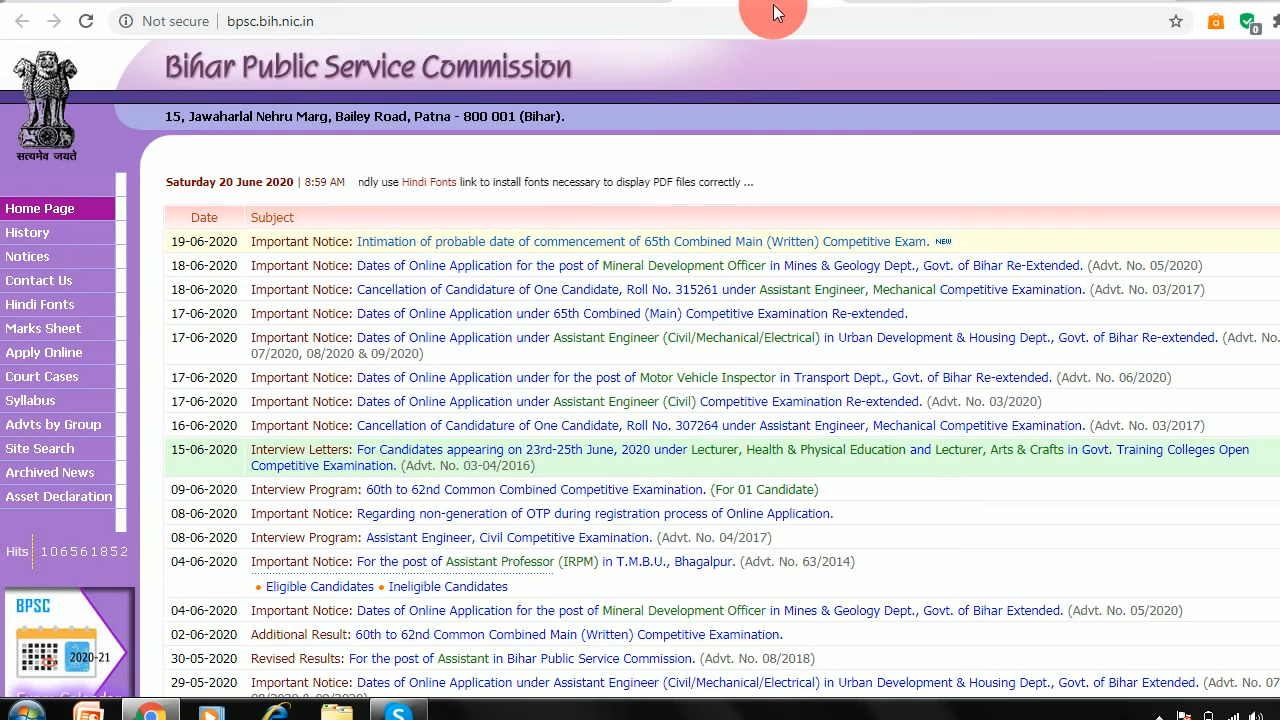 Not secure | bpsc.bih.nic.in
Bihar Public Service Commission
15, Jawaharlal Nehru Marg, Bailey Road, Patna - 800 001 (Bihar).
सत्यमेव जयते
Saturday 20 June 2020 | 8:59 AM ndly use Hindi Fonts link to install fonts necessary to display PDF files correctly ...
Home Page
History
Notices
Contact Us
Hindi Fonts
Marks Sheet
Apply Online
Court Cases
Syllabus
Advts by Group
Site Search
Archived News
Asset Declaration
Hits 106561852
BPSC
2020-21
Date Subject
19-06-2020 Important Notice: Intimation of probable date of commencement of 65th Combined Main (Written) Competitive Exam. NEW
18-06-2020 Important Notice: Dates of Online Application for the post of Mineral Development Officer in Mines & Geology Dept., Govt. of Bihar Re-Extended. (Advt. No. 05/2020)
18-06-2020 Important Notice: Cancellation of Candidature of One Candidate, Roll No. 315261 under Assistant Engineer, Mechanical Competitive Examination. (Advt. No. 03/2017)
17-06-2020 Important Notice: Dates of Online Application under 65th Combined (Main) Competitive Examination Re-extended.
17-06-2020 Important Notice: Dates of Online Application under Assistant Engineer (Civil/Mechanical/Electrical) in Urban Development & Housing Dept., Govt. of Bihar Re-extended. (Advt. No.
07/2020, 08/2020 & 09/2020)
17-06-2020 Important Notice: Dates of Online Application under for the post of Motor Vehicle Inspector in Transport Dept., Govt. of Bihar Re-extended. (Advt. No. 06/2020)
17-06-2020 Important Notice: Dates of Online Application under Assistant Engineer (Civil) Competitive Examination Re-extended. (Advt. No. 03/2020)
16-06-2020 Important Notice: Cancellation of Candidature of One Candidate, Roll No. 307264 under Assistant Engineer, Mechanical Competitive Examination. (Advt. No. 03/2017)
15-06-2020 Interview Letters: For Candidates appearing on 23rd-25th June, 2020 under Lecturer, Health & Physical Education and Lecturer, Arts & Crafts in Govt. Training Colleges Open
Competitive Examination. (Advt. No. 03-04/2016)
09-06-2020 Interview Program: 60th to 62nd Common Combined Competitive Examination. (For 01 Candidate)
08-06-2020 Important Notice: Regarding non-generation of OTP during registration process of Online Application.
08-06-2020 Interview Program: Assistant Engineer, Civil Competitive Examination. (Advt. No. 04/2017)
04-06-2020 Important Notice: For the post of Assistant Professor (IRPM) in T.M.B.U., Bhagalpur. (Advt. No. 63/2014)
• Eligible Candidates • Ineligible Candidates
04-06-2020 Important Notice: Dates of Online Application for the post of Mineral Development Officer in Mines & Geology Dept., Govt. of Bihar Extended. (Advt. No. 05/2020)
02-06-2020 Additional Result: 60th to 62nd Common Combined Main (Written) Competitive Examination.
30-05-2020 Revised Results: For the post of Assistant in Bihar Public Service Commission. (Advt. No. 08/2018)
29-05-2020 Important Notice: Dates of Online Application under Assistant Engineer (Civil/Mechanical/Electrical) in Urban Development & Housing Dept., Govt. of Bihar Extended. (Advt. No. 07